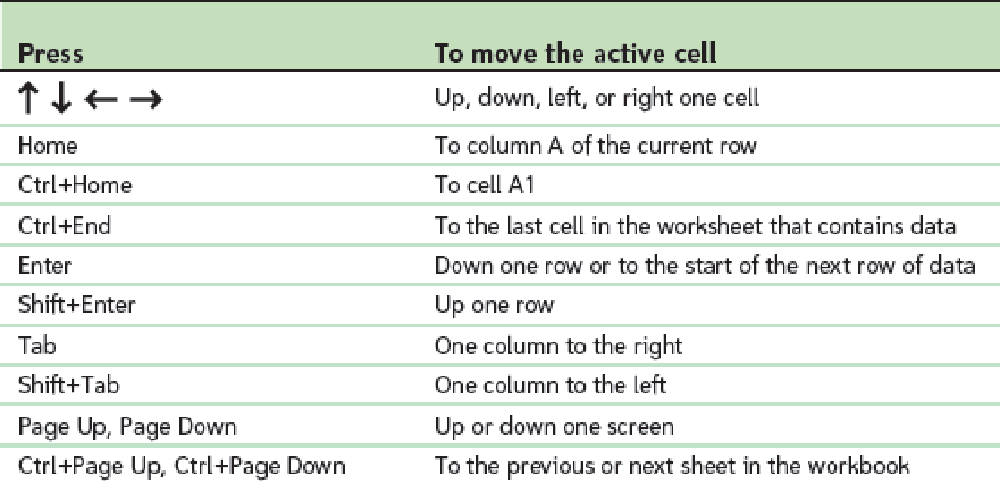 Press To move the active cell
↑ ↓ ← → Up, down, left, or right one cell
Home To column A of the current row
Ctrl+Home To cell A1
Ctrl+End To the last cell in the worksheet that contains data
Enter Down one row or to the start of the next row of data
Shift+Enter Up one row
Tab One column to the right
Shift+Tab One column to the left
Page Up, Page Down Up or down one screen
Ctrl+Page Up, Ctrl+Page Down To the previous or next sheet in the workbook